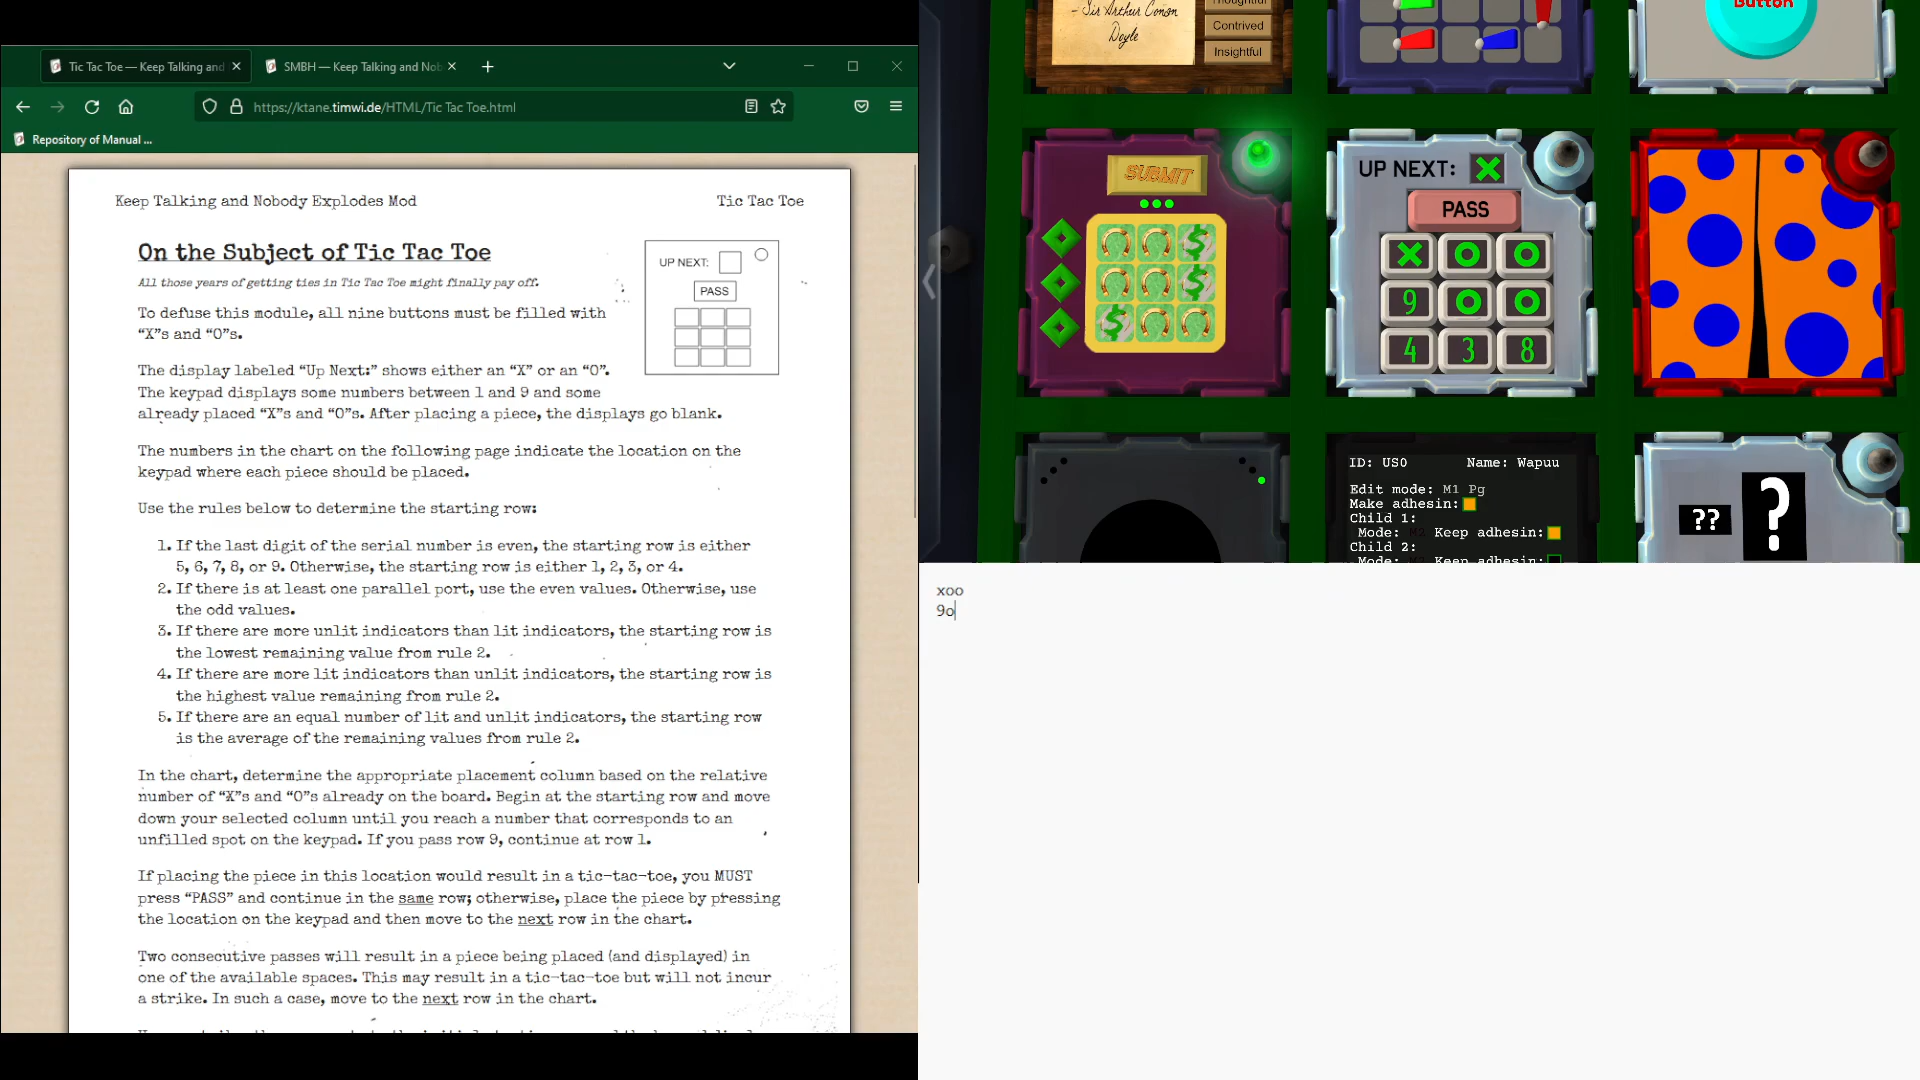 Tic Tac Toe — Keep Talking and
SMBH — Keep Talking and Nob
https://ktane.timwi.de/HTML/Tic Tac Toe.html
Repository of Manual ...
Keep Talking and Nobody Explodes Mod
Tic Tac Toe
On the Subject of Tic Tac Toe
All those years of getting ties in Tic Tac Toe might finally pay off.
UP NEXT:
PASS
To defuse this module, all nine buttons must be filled with
“X”s and “O”s.
The display labeled “Up Next:” shows either an “X” or an “O”.
The keypad displays some numbers between 1 and 9 and some
already placed “X”s and “O”s. After placing a piece, the displays go blank.
The numbers in the chart on the following page indicate the location on the
keypad where each piece should be placed.
Use the rules below to determine the starting row:
1. If the last digit of the serial number is even, the starting row is either
5, 6, 7, 8, or 9. Otherwise, the starting row is either 1, 2, 3, or 4.
2. If there is at least one parallel port, use the even values. Otherwise, use
the odd values.
3. If there are more unlit indicators than lit indicators, the starting row is
the lowest remaining value from rule 2.
4. If there are more lit indicators than unlit indicators, the starting row is
the highest value remaining from rule 2.
5. If there are an equal number of lit and unlit indicators, the starting row
is the average of the remaining values from rule 2.
In the chart, determine the appropriate placement column based on the relative
number of “X”s and “O”s already on the board. Begin at the starting row and move
down your selected column until you reach a number that corresponds to an
unfilled spot on the keypad. If you pass row 9, continue at row 1.
If placing the piece in this location would result in a tic-tac-toe, you MUST
press “PASS” and continue in the same row; otherwise, place the piece by pressing
the location on the keypad and then move to the next row in the chart.
Two consecutive passes will result in a piece being placed (and displayed) in
one of the available spaces. This may result in a tic-tac-toe but will not incur
a strike. In such a case, move to the next row in the chart.
- Sir Arthur Conan
Doyle
Thoughtful
Contrived
Insightful
Button
SUBMIT
UP NEXT: X
PASS
X O O
9 O O
4 3 8
ID: US0 Name: Wapuu
Edit mode: M1 Pg
Make adhesin:
Child 1:
Mode: M2 Keep adhesin:
Child 2:
Mode: M2 Keep adhesin:
??
?
xoo
9o